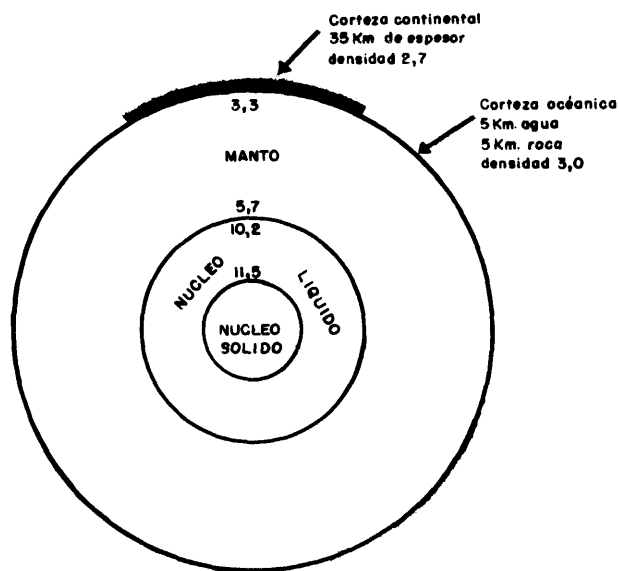 Corteza continental
35 Km de espesor
densidad 2,7
Corteza océanica
5 Km. agua
5 Km. roca
densidad 3,0
3,3
MANTO
5,7
10,2
NUCLEO LIQUIDO
11,5
NUCLEO
SOLIDO